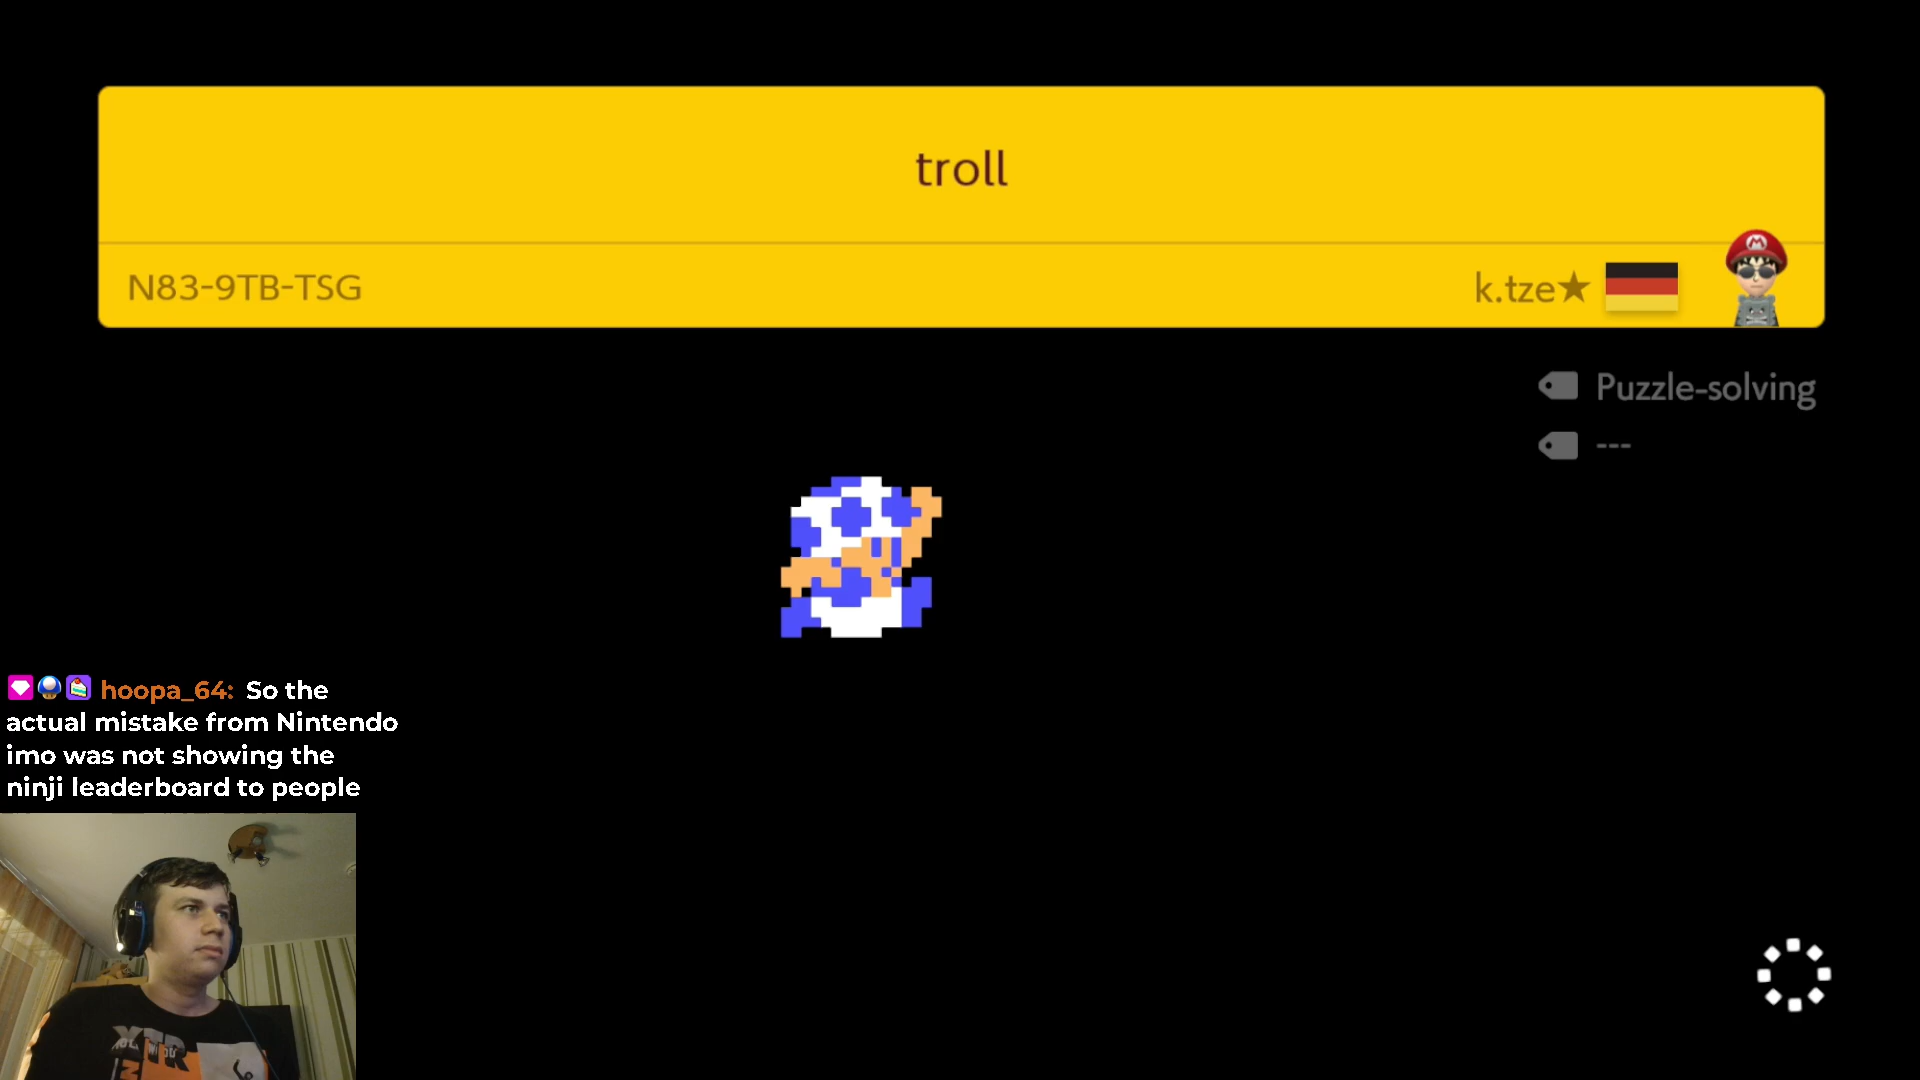 troll
N83-9TB-TSG
k.tze★
Puzzle-solving
---
hoopa_64: So the
actual mistake from Nintendo
imo was not showing the
ninji leaderboard to people
XTR